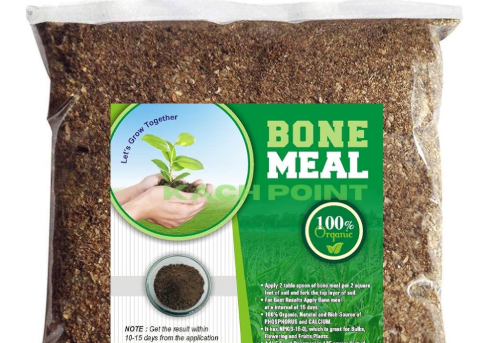 Let's Grow Together
BONE
MEAL
KACH POINT
100%
Organic
• Apply 2 table spoon of bone meal per 2 square
feet of soil and fork the top layer of soil
• For Best Results Apply Bone meal
at a interval of 15 days
• 100% Organic, Natural and Rich Source of
PHOSPHORUS and CALCIUM
• It has NPK(3-15-0), which is great for Bulbs,
Flowering and Fruits Plants
NOTE : Get the result within
10-15 days from the application